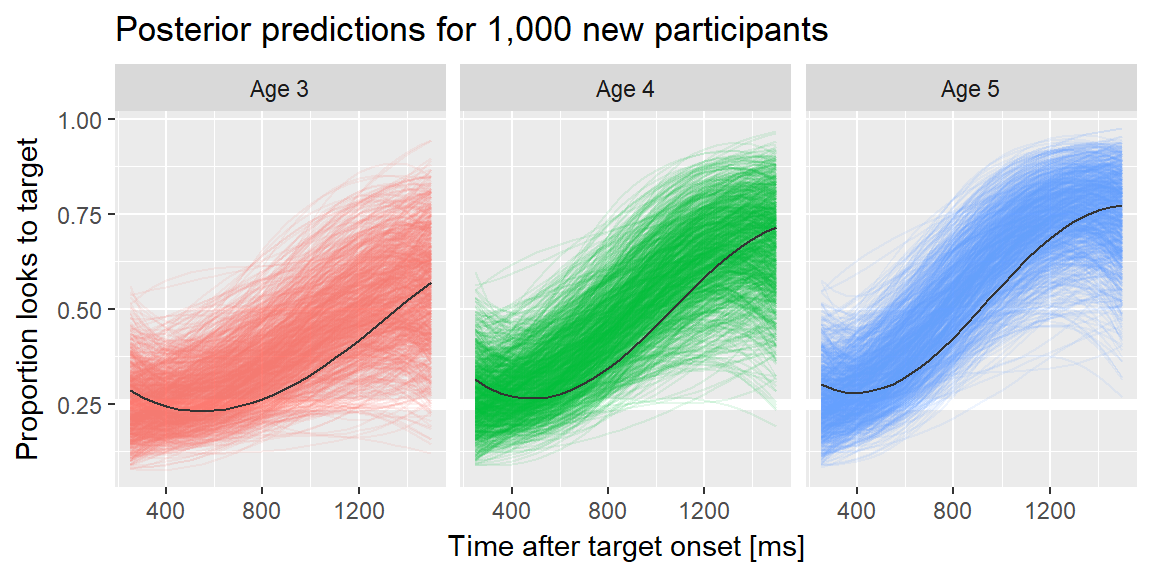 Posterior predictions for 1,000 new participants
Age 3
Age 4
Age 5
Proportion looks to target
1.00
0.75
0.50
0.25
400 800 1200
400 800 1200
400 800 1200
Time after target onset [ms]